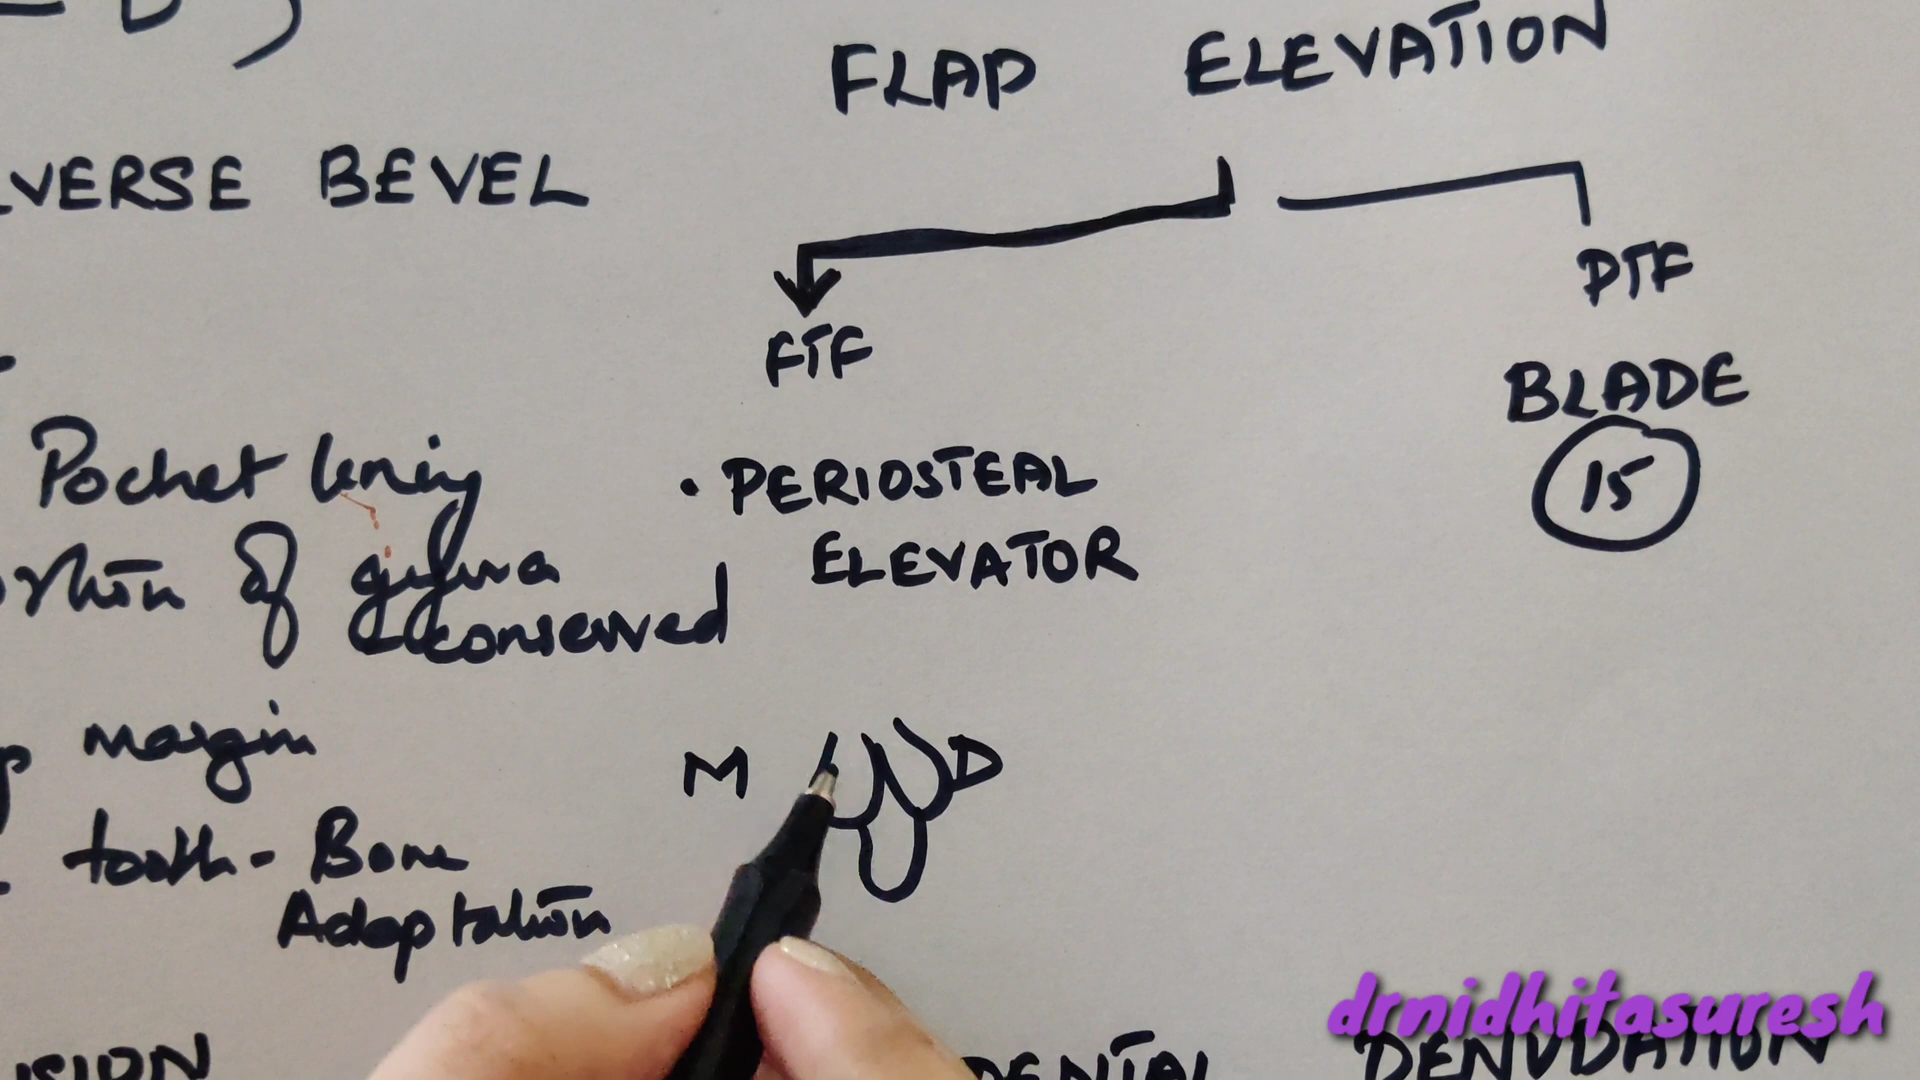 FLAP ELEVATION
VERSE BEVEL
FTF
PTF
BLADE
15
Pocket lining
• PERIOSTEAL
ELEVATOR
of
conserved
margin
M D
tooth - Bone
Adaptation
drnidhitasuresh
DENUDATION